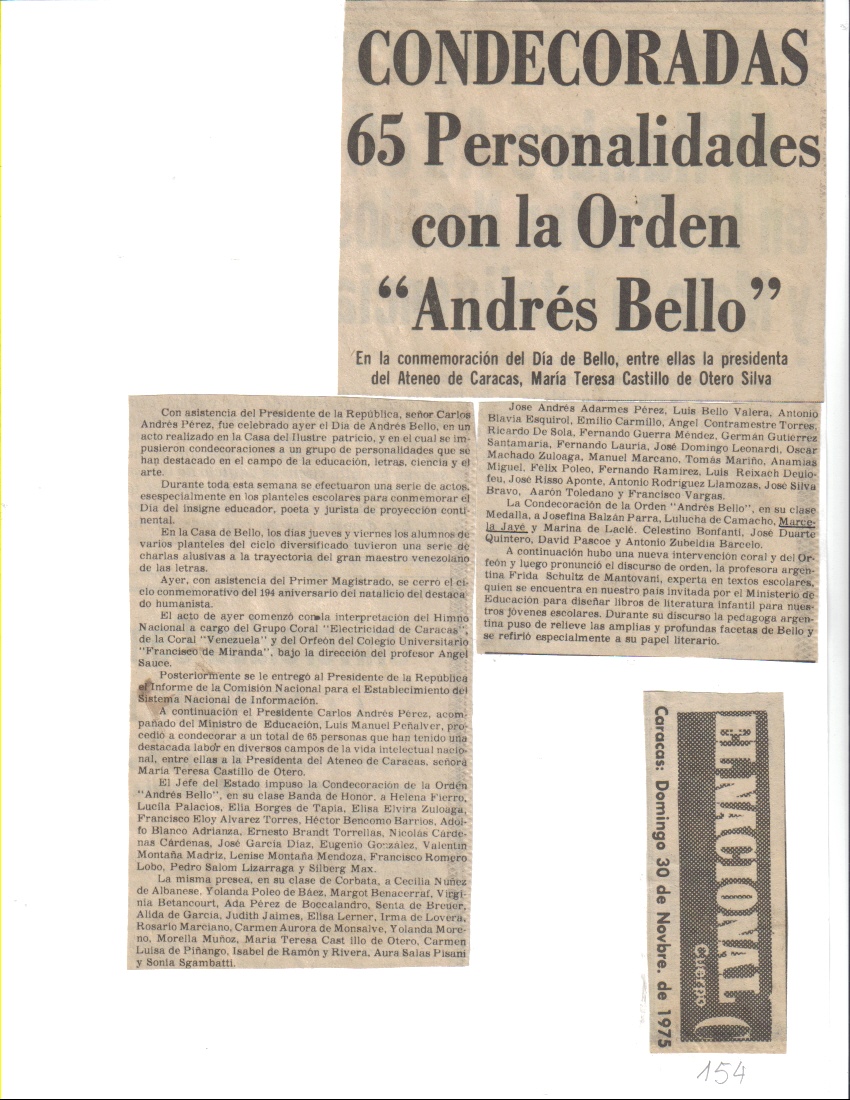 CONDECORADAS
65 Personalidades
con la Orden
“Andrés Bello”
En la conmemoración del Día de Bello, entre ellas la presidenta
del Ateneo de Caracas, María Teresa Castillo de Otero Silva
Con asistencia del Presidente de la República, señor Carlos
Andrés Pérez, fue celebrado ayer el Día de Andrés Bello, en un
acto realizado en la Casa del Ilustre patricio, y en el cual se im-
pusieron condecoraciones a un grupo de personalidades que se
han destacado en el campo de la educación, letras, ciencia y el
arte.
Durante toda esta semana se efectuaron una serie de actos,
esespecialmente en los planteles escolares para conmemorar el
Día del insigne educador, poeta y jurista de proyección conti-
nental.
En la Casa de Bello, los días jueves y viernes los alumnos de
varios planteles del ciclo diversificado tuvieron una serie de
charlas alusivas a la trayectoria del gran maestro venezolano
de las letras.
Ayer, con asistencia del Primer Magistrado, se cerro el ci-
clo conmemorativo del 194 aniversario del natalicio del destaca
do humanista.
El acto de ayer comenzó con la interpretación del Himno
Nacional a cargo del Grupo Coral "Electricidad de Caracas",
de la Coral "Venezuela" y del Orfeón del Colegio Universitario
"Francisco de Miranda", bajo la dirección del profesor Angel
Sauce.
Posteriormente se le entregó al Presidente de la República
el Informe de la Comisión Nacional para el Establecimiento del
Sistema Nacional de Información.
A continuación el Presidente Carlos Andrés Pérez, acom-
pañado del Ministro de Educación, Luis Manuel Peñalver, pro-
cedió a condecorar a un total de 65 personas que han tenido una
destacada labor en diversos campos de la vida intelectual nacio-
nal, entre ellas a la Presidenta del Ateneo de Caracas, señora
María Teresa Castillo de Otero.
El Jefe del Estado impuso la Condecoración de la Orden
"Andrés Bello", en su clase Banda de Honor, a Helena Fierro,
Lucila Palacios, Elia Borges de Tapia, Elisa Elvira Zuloaga,
Francisco Eloy Alvarez Torres, Héctor Bencomo Barrios, Adol-
fo Blanco Adrianza, Ernesto Brandt Torrellas, Nicolás Cárde-
nas Cárdenas, José García Díaz, Eugenio González, Valentín
Montaña Madriz, Lenise Montaña Mendoza, Francisco Romero
Lobo, Pedro Salom Lizarraga y Silberg Max.
La misma presea, en su clase de Corbata, a Cecilia Nuñez
de Albanese, Yolanda Poleo de Báez, Margot Benacerraf, Virgi-
nia Betancourt, Ada Pérez de Boccalandro, Senta de Breuer,
Alida de García, Judith Jaimes, Elisa Lerner, Irma de Lovera,
Rosario Marciano, Carmen Aurora de Monsalve, Yolanda More-
no, Morella Muñoz, María Teresa Cast illo de Otero, Carmen
Luisa de Piñango, Isabel de Ramón y Rivera, Aura Salas Pisani
y Sonia Sgambatti.
Jose Andrés Adarmes Pérez, Luis Bello Valera, Antonio
Blavia Esquirol, Emilio Carmillo, Angel Contramestre Torres,
Ricardo De Sola, Fernando Guerra Méndez, Germán Gutierréz
Santamaría, Fernando Lauria, José Domingo Leonardi, Oscar
Machado Zuloaga, Manuel Marcano, Tomás Mariño, Anamias
Miguel, Félix Poleo, Fernando Ramirez, Luis Reixach Deulo-
feu, José Risso Aponte, Antonio Rodríguez Llamozas, José Silva
Bravo, Aarón Toledano y Francisco Vargas.
La Condecoración de la Orden "Andrés Bello", en su clase
Medalla, a Josefina Balzán Parra, Lulucha de Camacho, Marce-
la Jaye y Marina de Laclé. Celestino Bonfanti, José Duarte
Quintero, David Pascoe y Antonio Zubeidia Barcelo.
A continuación hubo una nueva intervención coral y del Or-
feón y luego pronunció el discurso de orden, la profesora argen-
tina Frida Schultz de Mantovani, experta en textos escolares,
quien se encuentra en nuestro país invitada por el Ministerio de
Educación para diseñar libros de literatura infantil para nues-
tros jóvenes escolares. Durante su discurso la pedagoga argen-
tina puso de relieve las amplias y profundas facetas de Bello y
se refirió especialmente a su papel literario.
EL NACIONAL
Cuerpo
Caracas: Domingo 30 de Novbre. de 1975
154